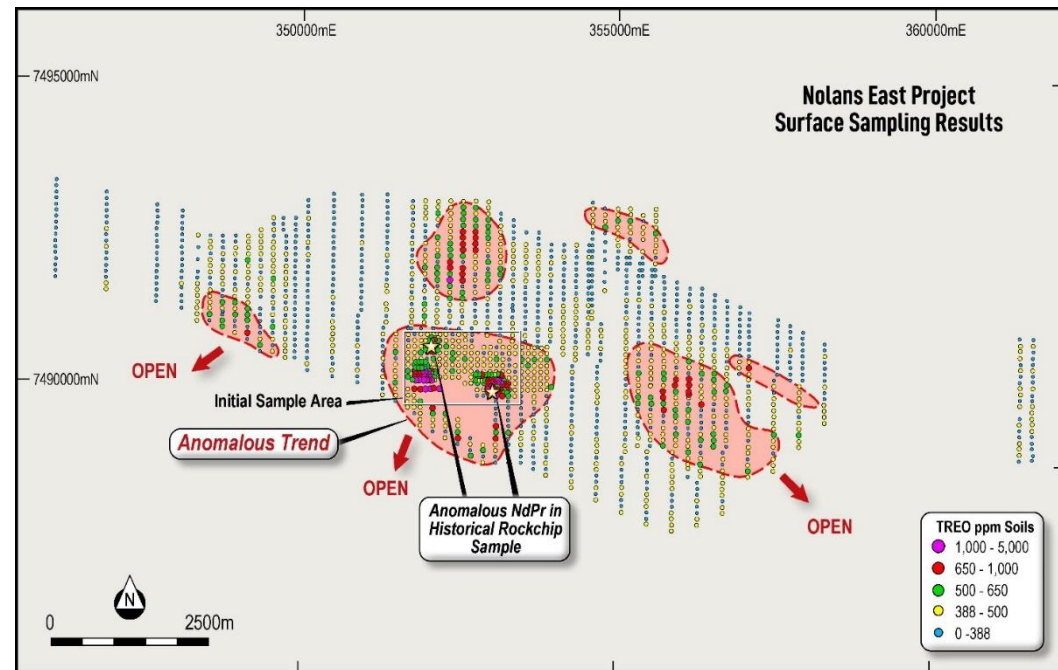 350000mE
355000mE
360000mE
7495000mN
Nolans East Project
Surface Sampling Results
OPEN
7490000mN
Initial Sample Area
Anomalous Trend
OPEN
Anomalous NdPr in
Historical Rockchip
Sample
OPEN
TREO ppm Soils
1,000 - 5,000
650 - 1,000
500 - 650
388 - 500
0 -388
N
0
2500m